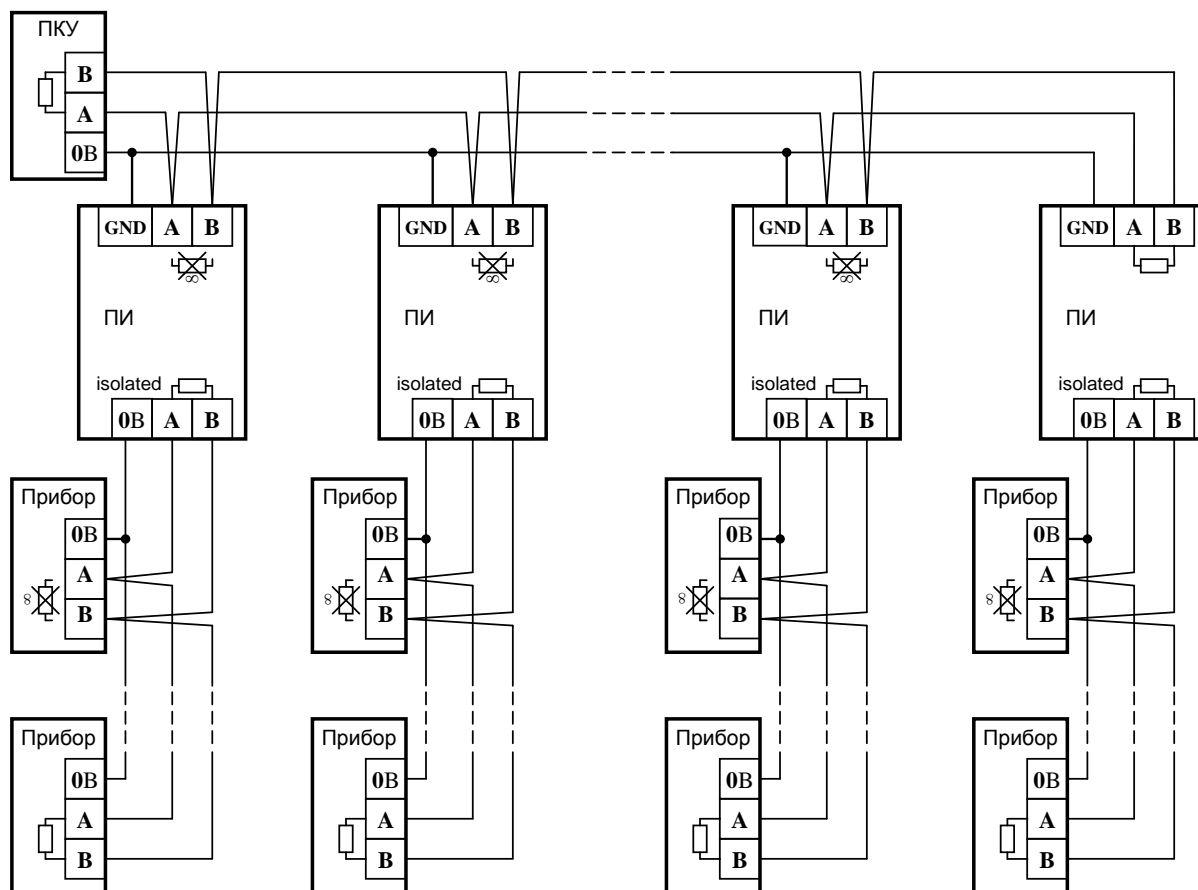 ПКУ
B
A
0В
GND A B GND A B GND A B GND A B
∞ ∞ ∞
ПИ ПИ ПИ ПИ
isolated isolated isolated isolated
0В A B 0В A B 0В A B 0В A B
Прибор Прибор Прибор Прибор
0В 0В 0В 0В
A A A A
∞ ∞ ∞ ∞
B B B B
Прибор Прибор Прибор Прибор
0В 0В 0В 0В
A A A A
B B B B